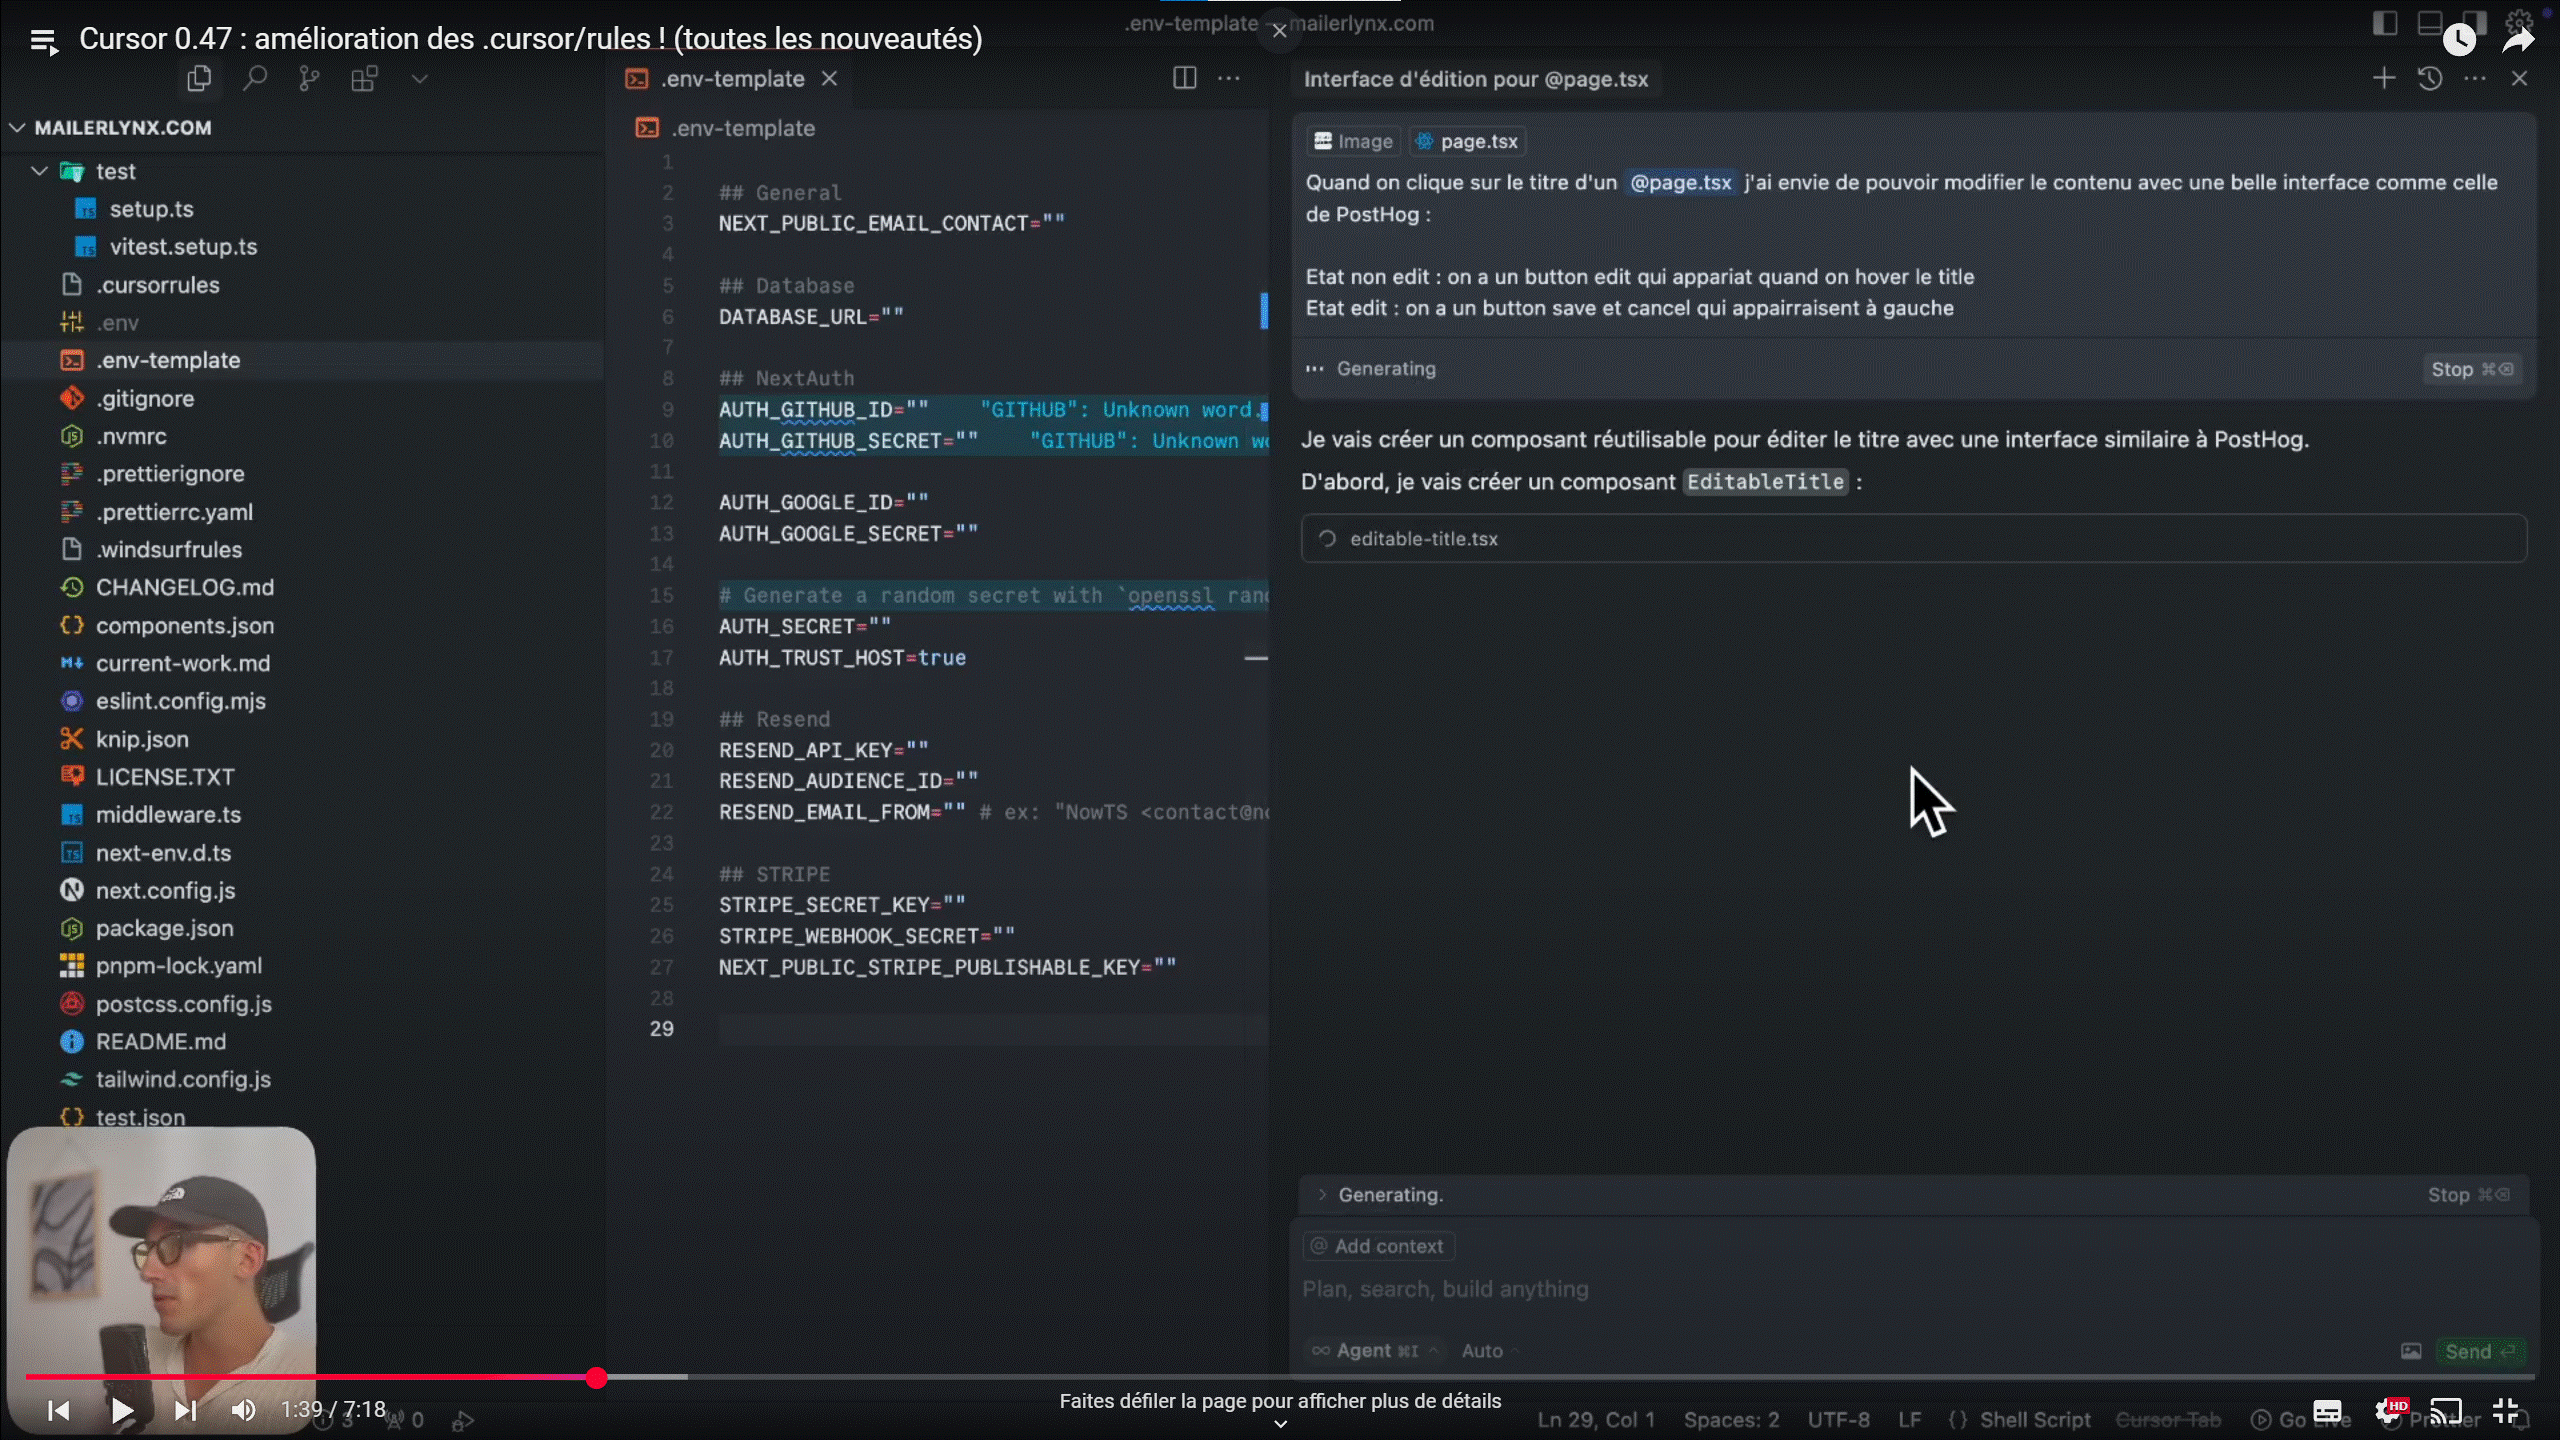 Cursor 0.47 : amélioration des .cursor/rules ! (toutes les nouveautés)
.env-template — mailerlynx.com
MAILERLYNX.COM
test
setup.ts
vitest.setup.ts
.cursorrules
.env
.env-template
.gitignore
.nvmrc
.prettierignore
.prettierrc.yaml
.windsurfrules
CHANGELOG.md
components.json
current-work.md
eslint.config.mjs
knip.json
LICENSE.TXT
middleware.ts
next-env.d.ts
next.config.js
package.json
pnpm-lock.yaml
postcss.config.js
README.md
tailwind.config.js
test.json
.env-template
.env-template
1
2 ## General
3 NEXT_PUBLIC_EMAIL_CONTACT=""
4
5 ## Database
6 DATABASE_URL=""
7
8 ## NextAuth
9 AUTH_GITHUB_ID="" "GITHUB": Unknown word.
10 AUTH_GITHUB_SECRET="" "GITHUB": Unknown wo
11
12 AUTH_GOOGLE_ID=""
13 AUTH_GOOGLE_SECRET=""
14
15 # Generate a random secret with `openssl rand
16 AUTH_SECRET=""
17 AUTH_TRUST_HOST=true
18
19 ## Resend
20 RESEND_API_KEY=""
21 RESEND_AUDIENCE_ID=""
22 RESEND_EMAIL_FROM="" # ex: "NowTS <contact@no
23
24 ## STRIPE
25 STRIPE_SECRET_KEY=""
26 STRIPE_WEBHOOK_SECRET=""
27 NEXT_PUBLIC_STRIPE_PUBLISHABLE_KEY=""
28
29
Interface d'édition pour @page.tsx
Image page.tsx
Quand on clique sur le titre d'un @page.tsx j'ai envie de pouvoir modifier le contenu avec une belle interface comme celle
de PostHog :
Etat non edit : on a un button edit qui appariat quand on hover le title
Etat edit : on a un button save et cancel qui appairraisent à gauche
Generating Stop ⌘⌫
Je vais créer un composant réutilisable pour éditer le titre avec une interface similaire à PostHog.
D'abord, je vais créer un composant EditableTitle :
editable-title.tsx
Generating. Stop ⌘⌫
@ Add context
Plan, search, build anything
∞ Agent ⌘I Auto Send
1:39 / 7:18
Faites défiler la page pour afficher plus de détails
3 0
Ln 29, Col 1 Spaces: 2 UTF-8 LF {} Shell Script Cursor Tab Go Live Prettier
HD